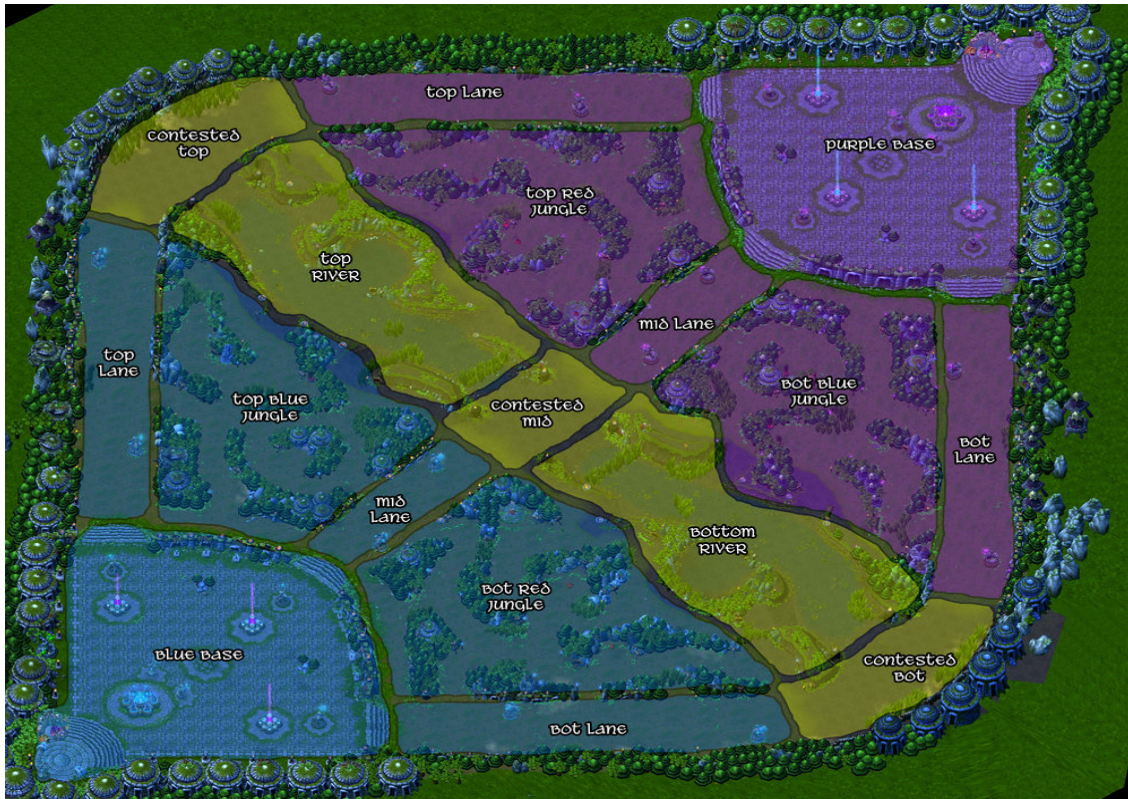 Top Lane
Contested
Top
Purple Base
Top Red
Jungle
Top
River
Mid Lane
Top
Lane
Bot Blue
Jungle
Top Blue
Jungle
Contested
Mid
Bot
Lane
Mid
Lane
Bottom
River
Bot Red
Jungle
Blue Base
Contested
Bot
Bot Lane